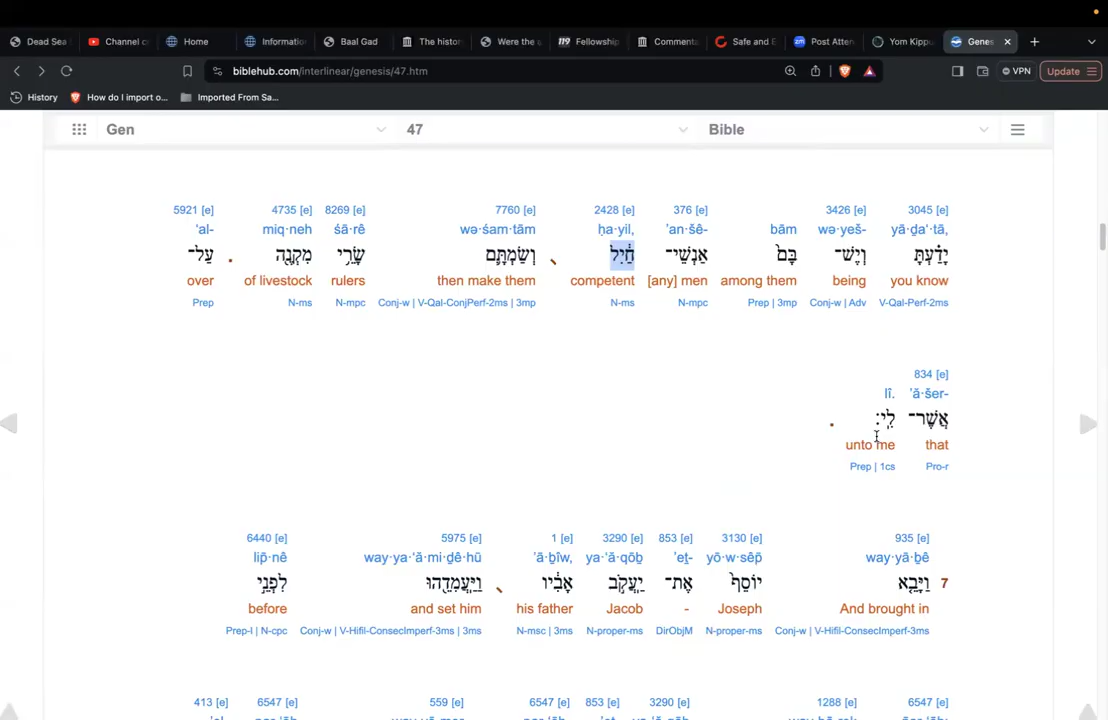 Dead Sea Channel c Home Informatio Baal Gad The histor Were the u 119 Fellowship Commenta Safe and E Post Atten Yom Kippu Genes
biblehub.com/interlinear/genesis/47.htm VPN Update
History How do I import o... Imported From Sa...
Gen 47 Bible
5921 [e] 4735 [e] 8269 [e] 7760 [e] 2428 [e] 376 [e] 3426 [e] 3045 [e]
‘al- miq·neh śā·rê wə·śam·tām ḥa·yil, ’an·šê- bām wə·yeš- yā·ḏa‘·tā,
עַל־ . מִקְנֶ֖ה שָׂרֵ֥י וְשַׂמְתָּ֛ם 、 חַ֔יִל אַנְשֵׁי־ בָּם֙ וְיֶשׁ־ יָדַ֗עְתָּ
over of livestock rulers then make them competent [any] men among them being you know
Prep N-ms N-mpc Conj-w | V-Qal-ConjPerf-2ms | 3mp N-ms N-mpc Prep | 3mp Conj-w | Adv V-Qal-Perf-2ms
834 [e]
lî. ’ă·šer-
. לִֽי׃ אֲשֶׁר־
unto me that
Prep | 1cs Pro-r
6440 [e] 5975 [e] 1 [e] 3290 [e] 853 [e] 3130 [e] 935 [e]
lip̄·nê way·ya·‘ă·mi·ḏê·hū ’ā·ḇîw, ya·‘ă·qōḇ ’eṯ- yō·w·sêp̄ way·yā·ḇê
לִפְנֵ֣י וַיַּֽעֲמִדֵ֖הוּ 、 אָבִ֔יו יַֽעֲקֹ֣ב אֶת־ יוֹסֵף֙ וַיָּבֵ֤א 7
before and set him his father Jacob - Joseph And brought in
Prep-l | N-cpc Conj-w | V-Hifil-ConsecImperf-3ms | 3ms N-msc | 3ms N-proper-ms DirObjM N-proper-ms Conj-w | V-Hifil-ConsecImperf-3ms
413 [e] 6547 [e] 559 [e] 6547 [e] 853 [e] 3290 [e] 1288 [e] 6547 [e]